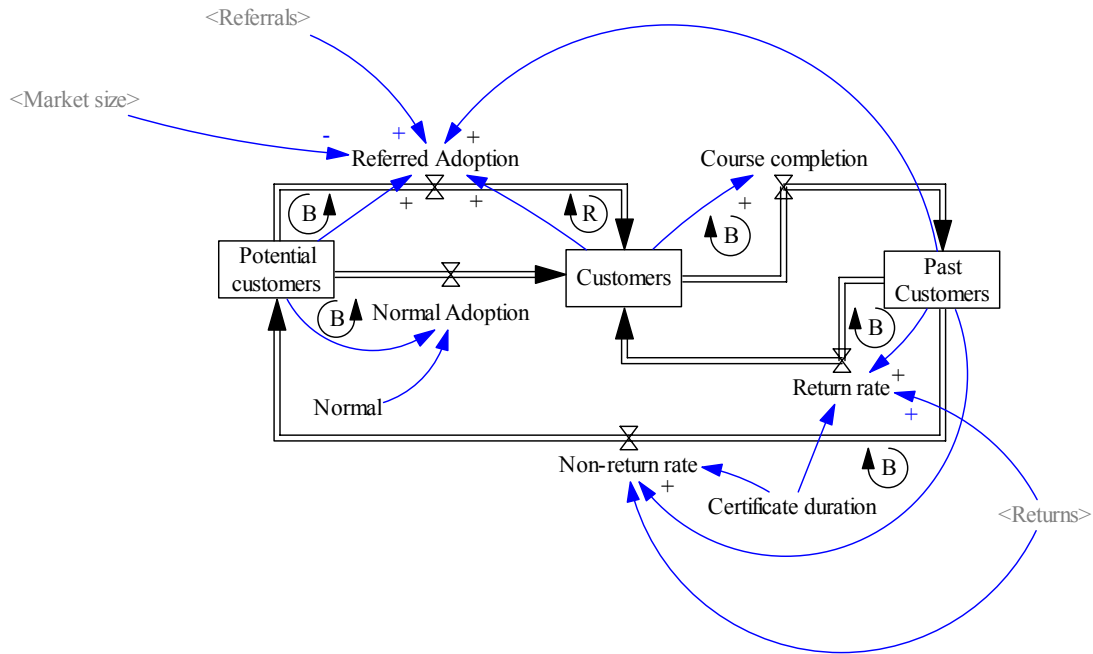 <Referrals>
<Market size>
-
+
+
Referred Adoption
Course completion
+
+
+
B
R
B
Potential
customers
Customers
Past
Customers
B
Normal Adoption
B
Return rate
+
+
Normal
Non-return rate
B
+
Certificate duration
<Returns>